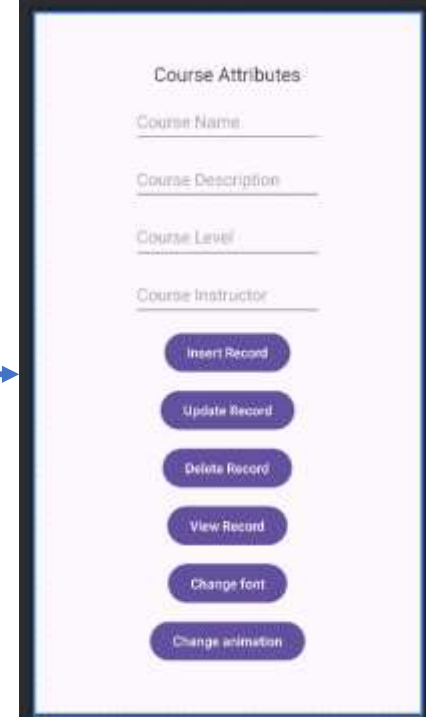 Course Attributes
Course Name
Course Description
Course Level
Course Instructor
Insert Record
Update Record
Delete Record
View Record
Change font
Change animation